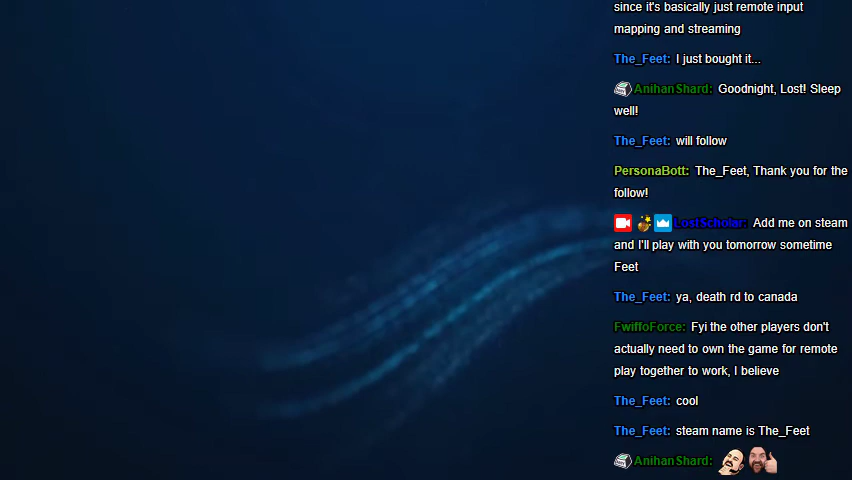 since it's basically just remote input
mapping and streaming
The_Feet: I just bought it...
AnihanShard: Goodnight, Lost! Sleep
well!
The_Feet: will follow
PersonaBott: The_Feet, Thank you for the
follow!
LostScholar: Add me on steam
and I'll play with you tomorrow sometime
Feet
The_Feet: ya, death rd to canada
FwiffoForce: Fyi the other players don't
actually need to own the game for remote
play together to work, I believe
The_Feet: cool
The_Feet: steam name is The_Feet
AnihanShard: